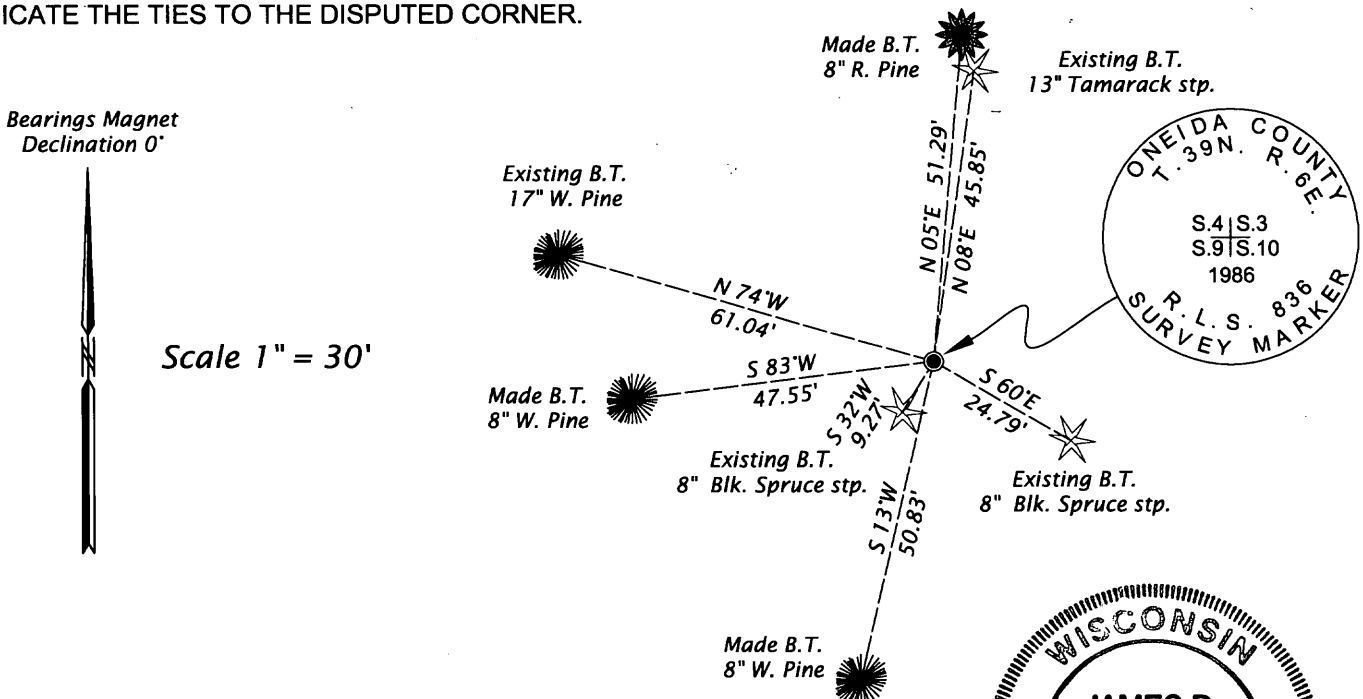 ICATE THE TIES TO THE DISPUTED CORNER.
Bearings Magnet
Declination 0°
N
Scale 1" = 30'
Made B.T.
8" R. Pine
Existing B.T.
13" Tamarack stp.
Existing B.T.
17" W. Pine
N 05°E 51.29'
N 08°E 45.85'
ONEIDA COUNTY
T.39N. R.6E.
S.4 S.3
S.9 S.10
1986
R.L.S. 836
SURVEY MARKER
N 74°W
61.04'
S 83°W
47.55'
Made B.T.
8" W. Pine
S 32°W
9.27'
S 60°E
24.79'
Existing B.T.
8" Blk. Spruce stp.
Existing B.T.
8" Blk. Spruce stp.
S 13°W
50.83'
Made B.T.
8" W. Pine
WISCONSIN
JAMES D